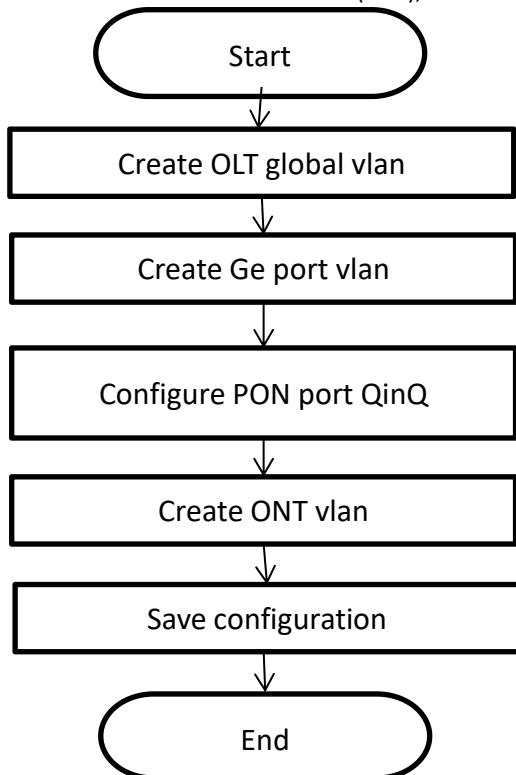 Start
Create OLT global vlan
Create Ge port vlan
Configure PON port QinQ
Create ONT vlan
Save configuration
End